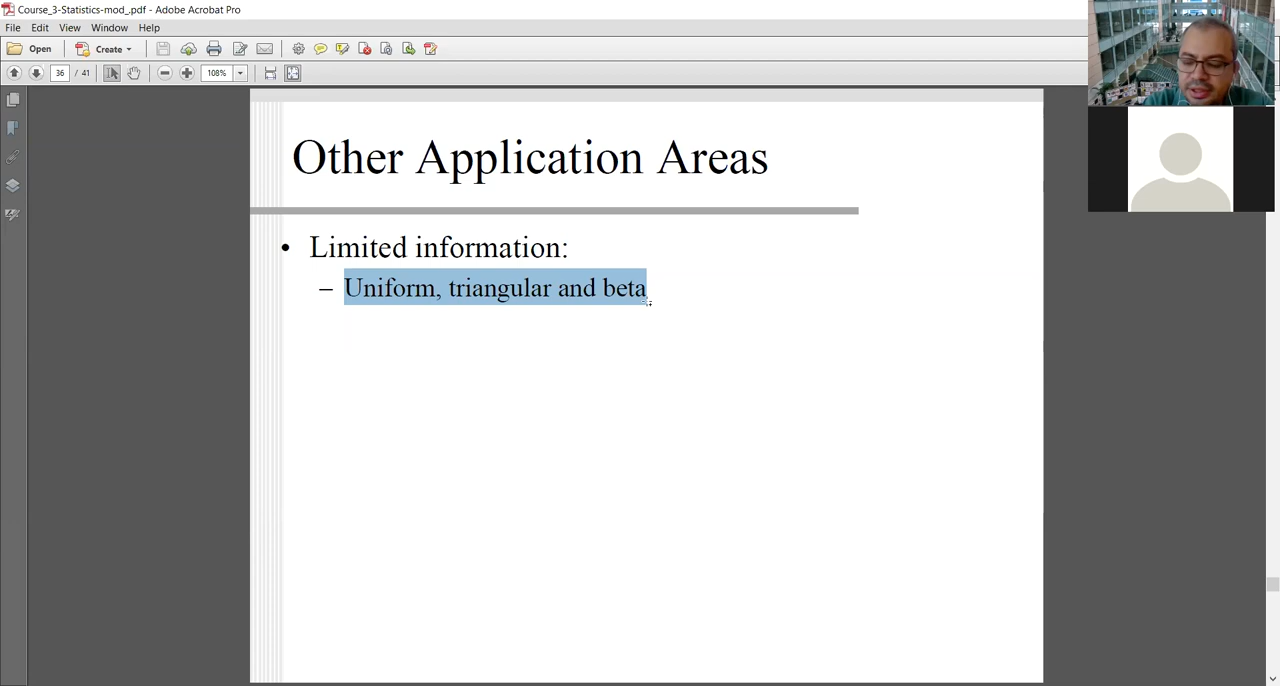 Course_3-Statistics-mod_.pdf - Adobe Acrobat Pro
File Edit View Window Help
Open Create
36 / 41 108%
Other Application Areas
• Limited information:
– Uniform, triangular and beta